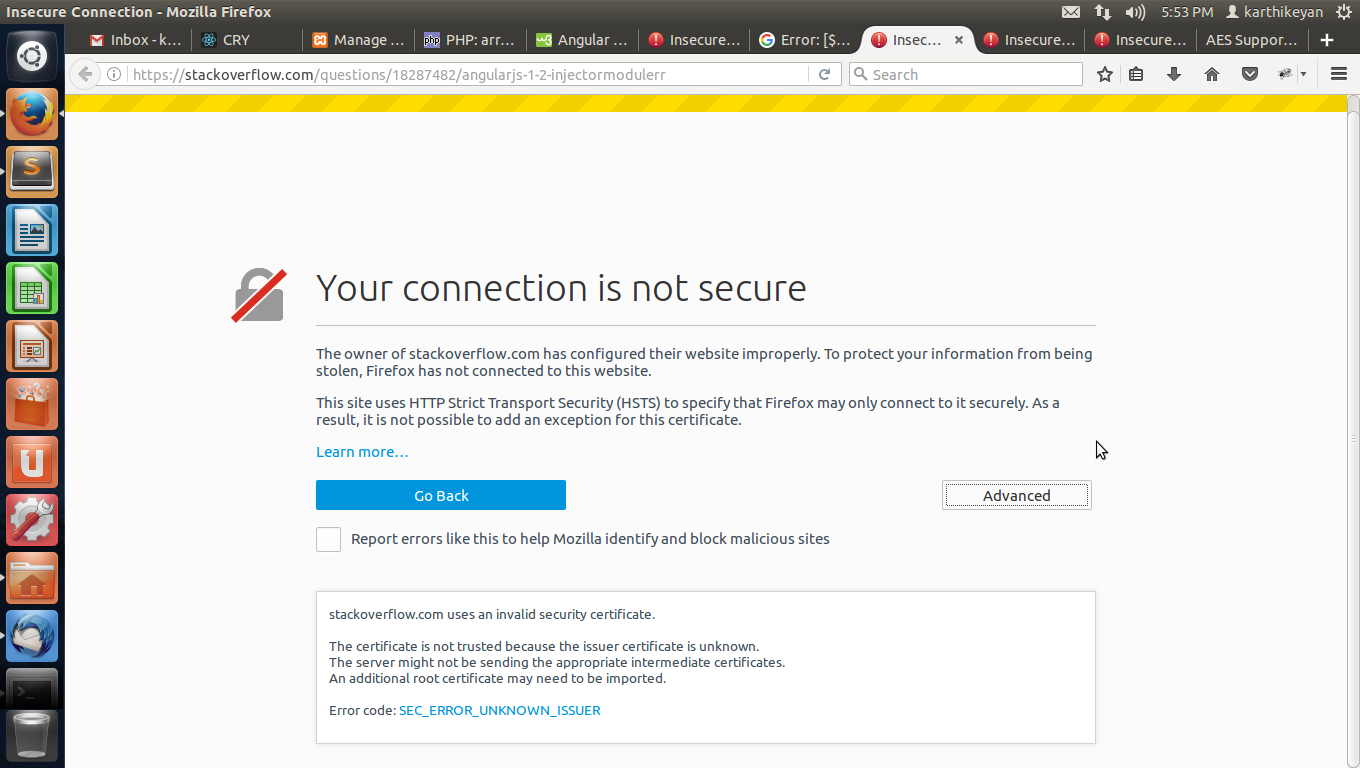 Insecure Connection - Mozilla Firefox
5:53 PM karthikeyan
Inbox - k... CRY Manage ... PHP: arr... Angular ... Insecure... Error: [$... Insec... Insecure... Insecure... AES Suppor...
https://stackoverflow.com/questions/18287482/angularjs-1-2-injectormodulerr Search
Your connection is not secure
The owner of stackoverflow.com has configured their website improperly. To protect your information from being
stolen, Firefox has not connected to this website.
This site uses HTTP Strict Transport Security (HSTS) to specify that Firefox may only connect to it securely. As a
result, it is not possible to add an exception for this certificate.
Learn more…
Go Back Advanced
Report errors like this to help Mozilla identify and block malicious sites
stackoverflow.com uses an invalid security certificate.
The certificate is not trusted because the issuer certificate is unknown.
The server might not be sending the appropriate intermediate certificates.
An additional root certificate may need to be imported.
Error code: SEC_ERROR_UNKNOWN_ISSUER